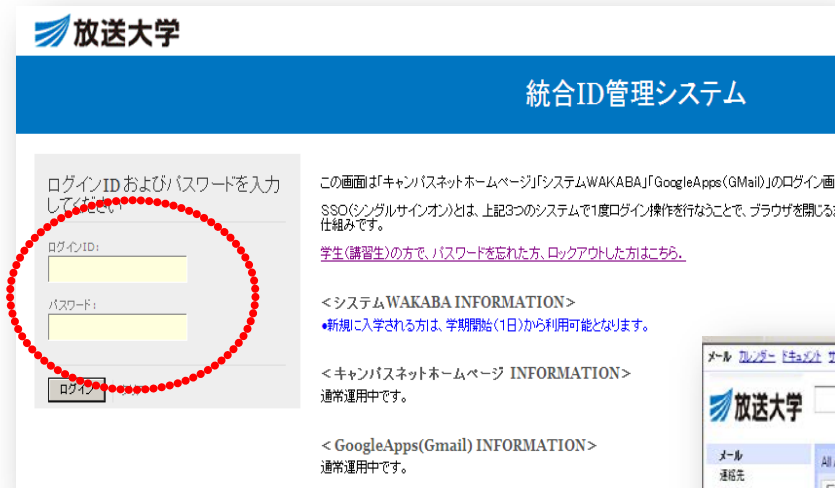 放送大学
統合ID管理システム
ログインIDおよびパスワードを入力
してください
ログインID:
パスワード:
ログイン
この画面は「キャンパスネットホームページ」「システムWAKABA」「GoogleApps(GMail)」のログイン画
SSO(シングルサインオン)とは、上記3つのシステムで1度ログイン操作を行なうことで、ブラウザを閉じる
仕組みです。
学生(講習生)の方で、パスワードを忘れた方、ロックアウトした方はこちら.
<システムWAKABA INFORMATION>
•新規に入学される方は、学期開始(1日)から利用可能となります。
<キャンパスネットホームページ INFORMATION>
通常運用中です。
<GoogleApps(Gmail) INFORMATION>
通常運用中です。
メール カレンダー ドキュメント
放送大学
メール
連絡先
All